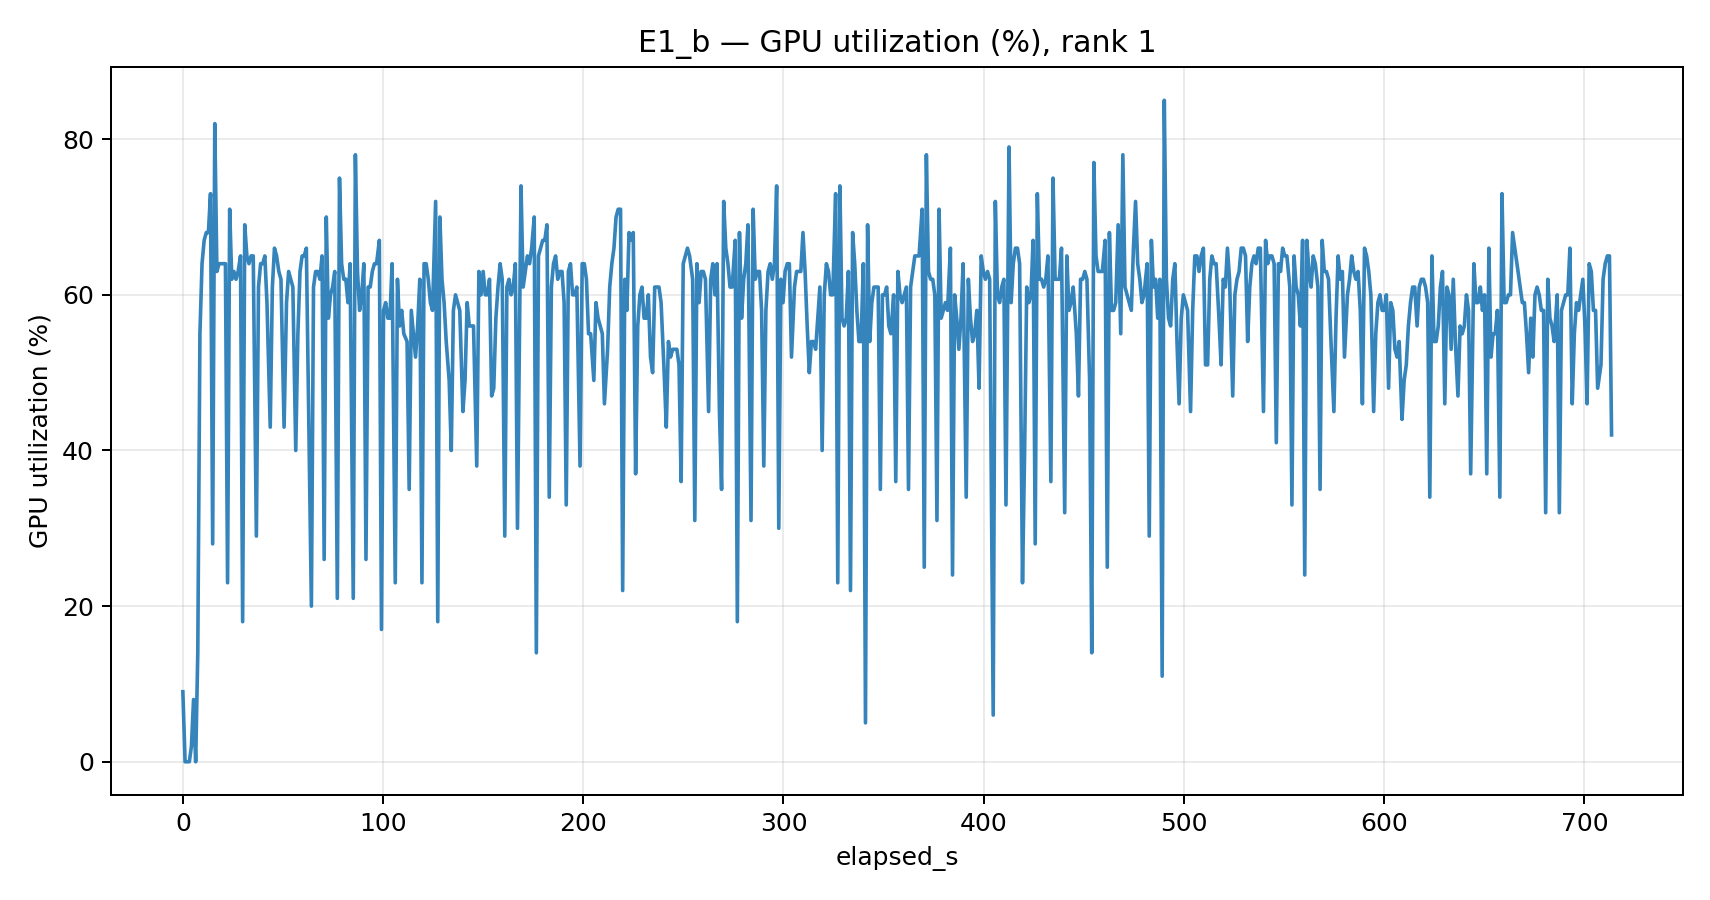 E1_b — GPU utilization (%), rank 1
GPU utilization (%)
80
60
40
20
0
0 100 200 300 400 500 600 700
elapsed_s